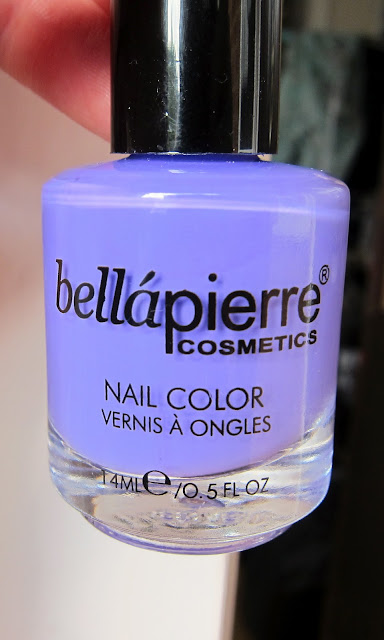 bellápierre®
COSMETICS
NAIL COLOR
VERNIS À ONGLES
14ML℮/0.5 FL OZ